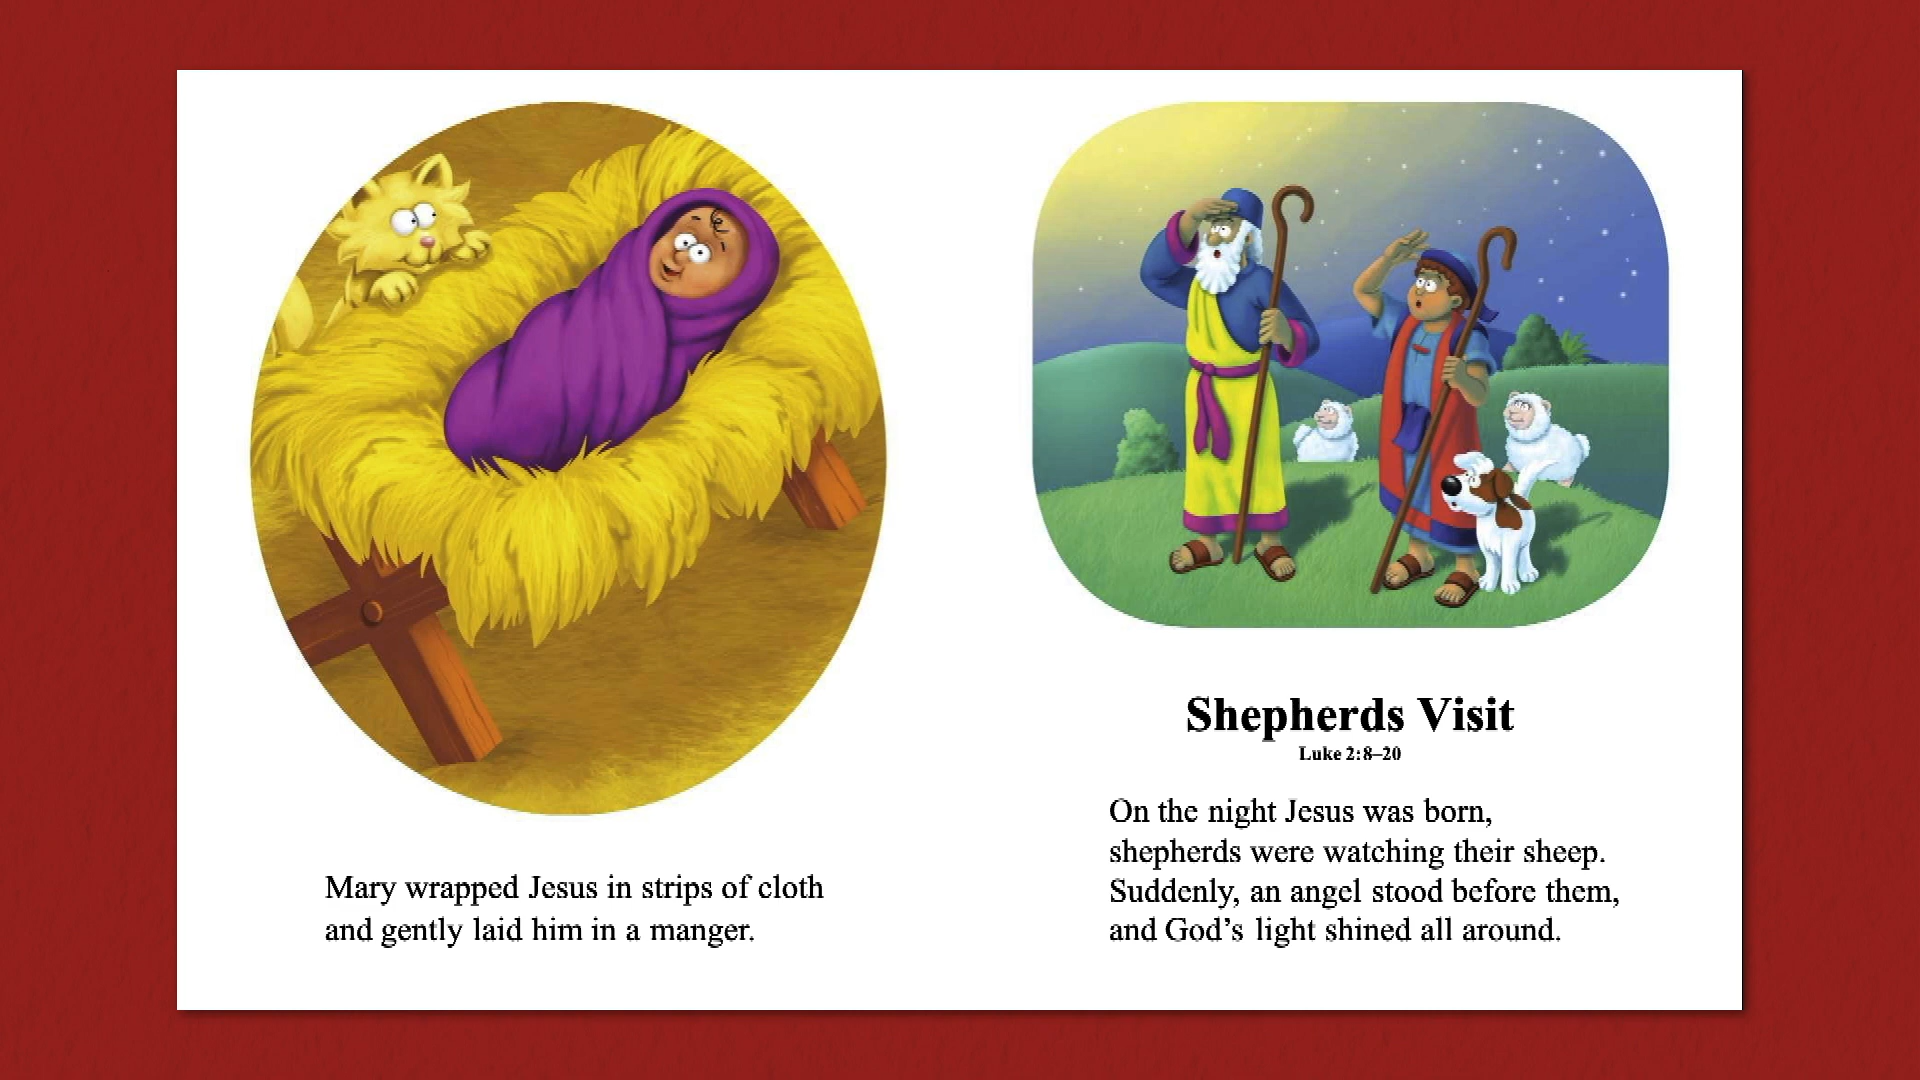 Mary wrapped Jesus in strips of cloth
and gently laid him in a manger.
Shepherds Visit
Luke 2:8–20
On the night Jesus was born,
shepherds were watching their sheep.
Suddenly, an angel stood before them,
and God’s light shined all around.